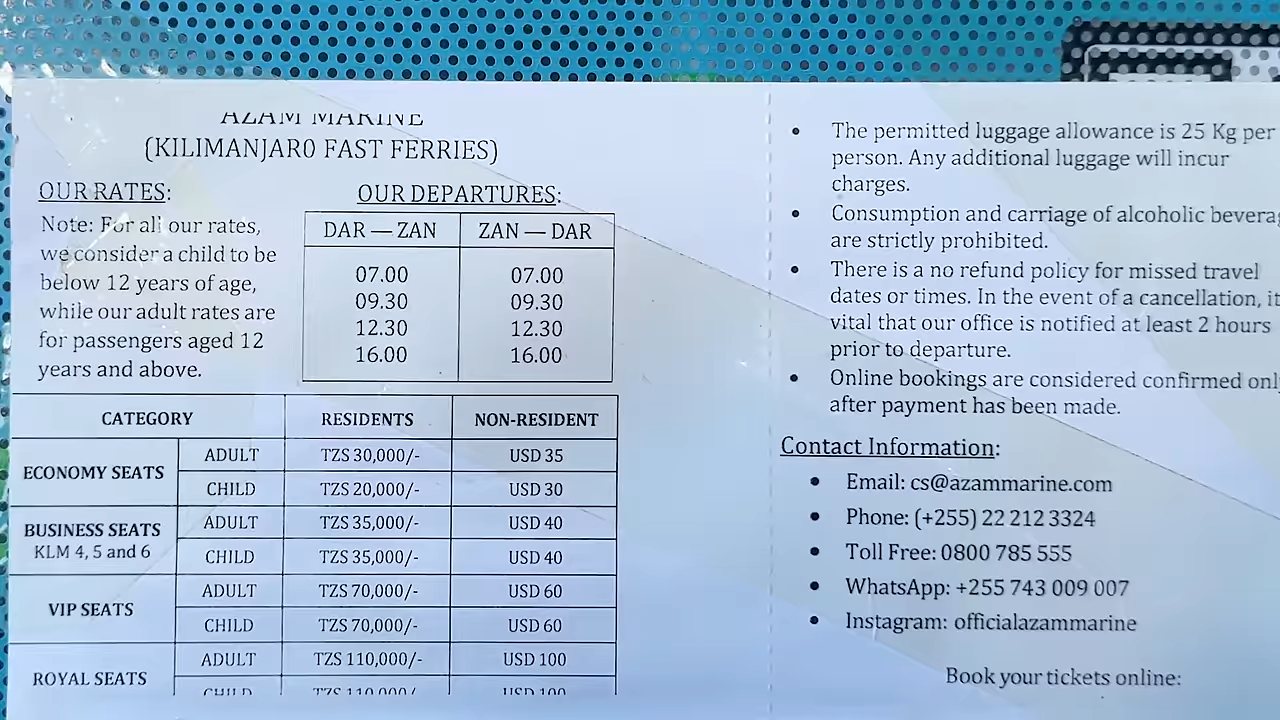 AZAM MARINE
(KILIMANJARO FAST FERRIES)
OUR RATES:
Note: For all our rates,
we consider a child to be
below 12 years of age,
while our adult rates are
for passengers aged 12
years and above.
OUR DEPARTURES:
DAR — ZAN ZAN — DAR
07.00 07.00
09.30 09.30
12.30 12.30
16.00 16.00
CATEGORY RESIDENTS NON-RESIDENT
ECONOMY SEATS
ADULT TZS 30,000/- USD 35
CHILD TZS 20,000/- USD 30
BUSINESS SEATS
KLM 4, 5 and 6
ADULT TZS 35,000/- USD 40
CHILD TZS 35,000/- USD 40
VIP SEATS
ADULT TZS 70,000/- USD 60
CHILD TZS 70,000/- USD 60
ROYAL SEATS
ADULT TZS 110,000/- USD 100
CHILD TZS 110,000/ USD 100
• The permitted luggage allowance is 25 Kg per
person. Any additional luggage will incur
charges.
• Consumption and carriage of alcoholic
are strictly prohibited.
• There is a no refund policy for missed travel
dates or times. In the event of a cancellation,
vital that our office is notified at least 2 hours
prior to departure.
• Online bookings are considered confirmed
after payment has been made.
Contact Information:
• Email: cs@azammarine.com
• Phone: (+255) 22 212 3324
• Toll Free: 0800 785 555
• WhatsApp: +255 743 009 007
• Instagram: officialazammarine
Book your tickets online: